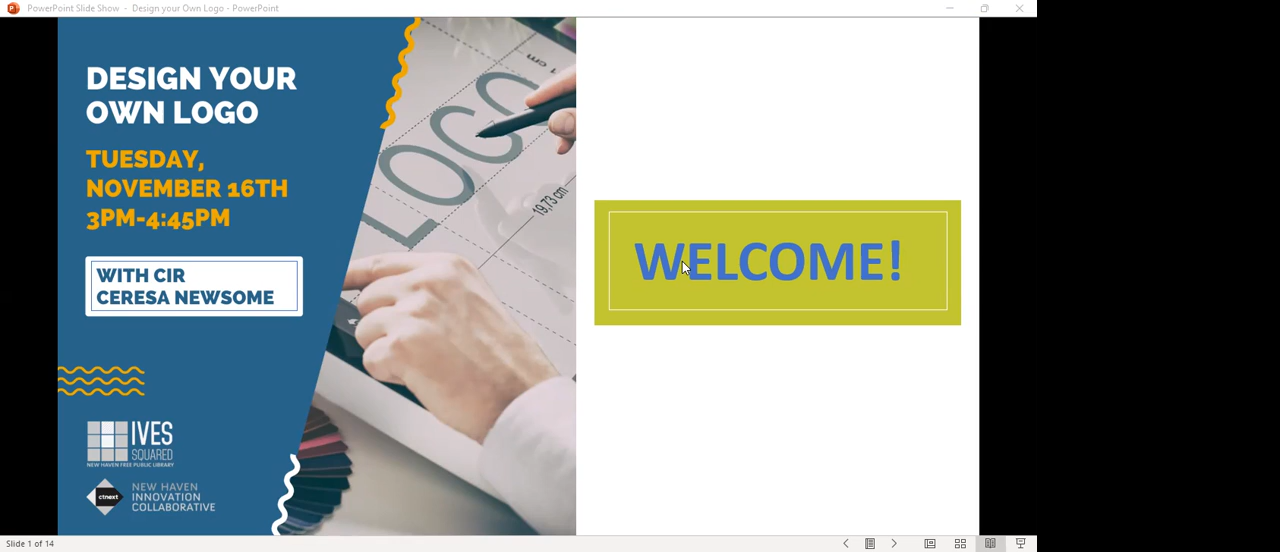 PowerPoint Slide Show - Design your Own Logo - PowerPoint
DESIGN YOUR
OWN LOGO
TUESDAY,
NOVEMBER 16TH
3PM-4:45PM
WITH CIR
CERESA NEWSOME
IVES
SQUARED
NEW HAVEN FREE PUBLIC LIBRARY
ctnext
NEW HAVEN
INNOVATION
COLLABORATIVE
LOGO
1 cm
19,73 cm
WELCOME!
Slide 1 of 14